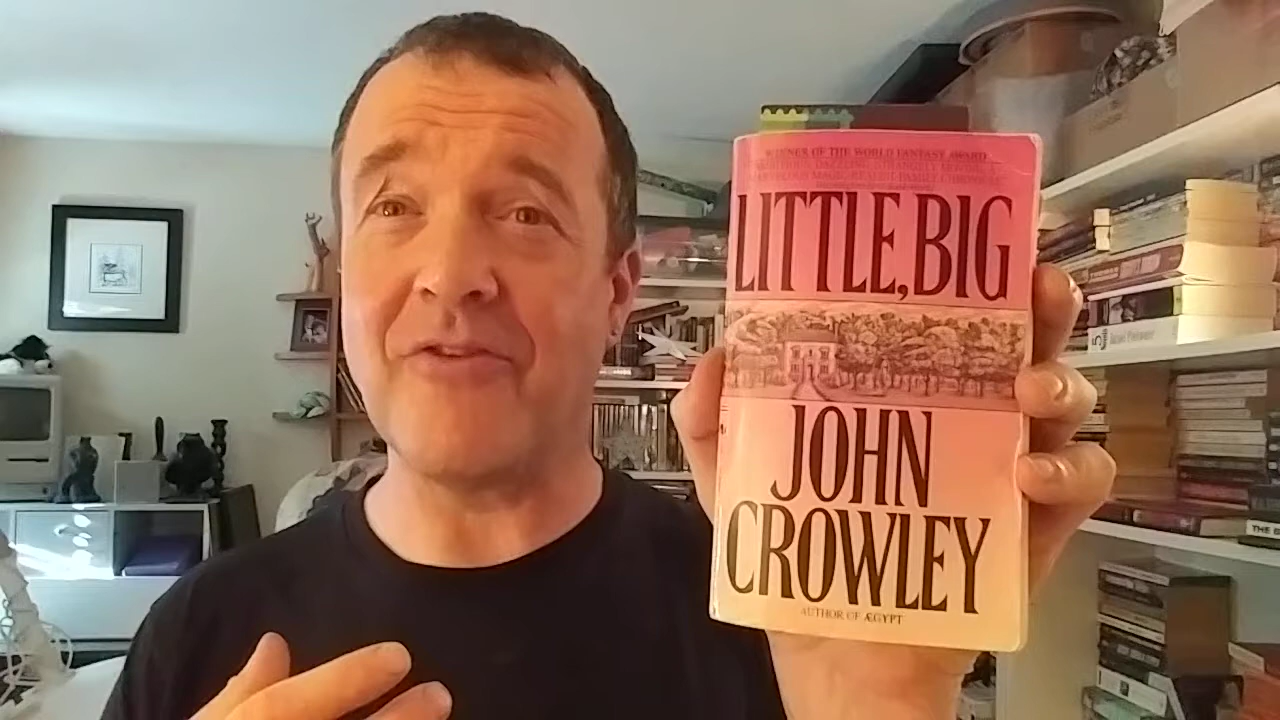 WINNER OF THE WORLD FANTASY AWARD
LITTLE, BIG
JOHN
CROWLEY
AUTHOR OF ÆGYPT